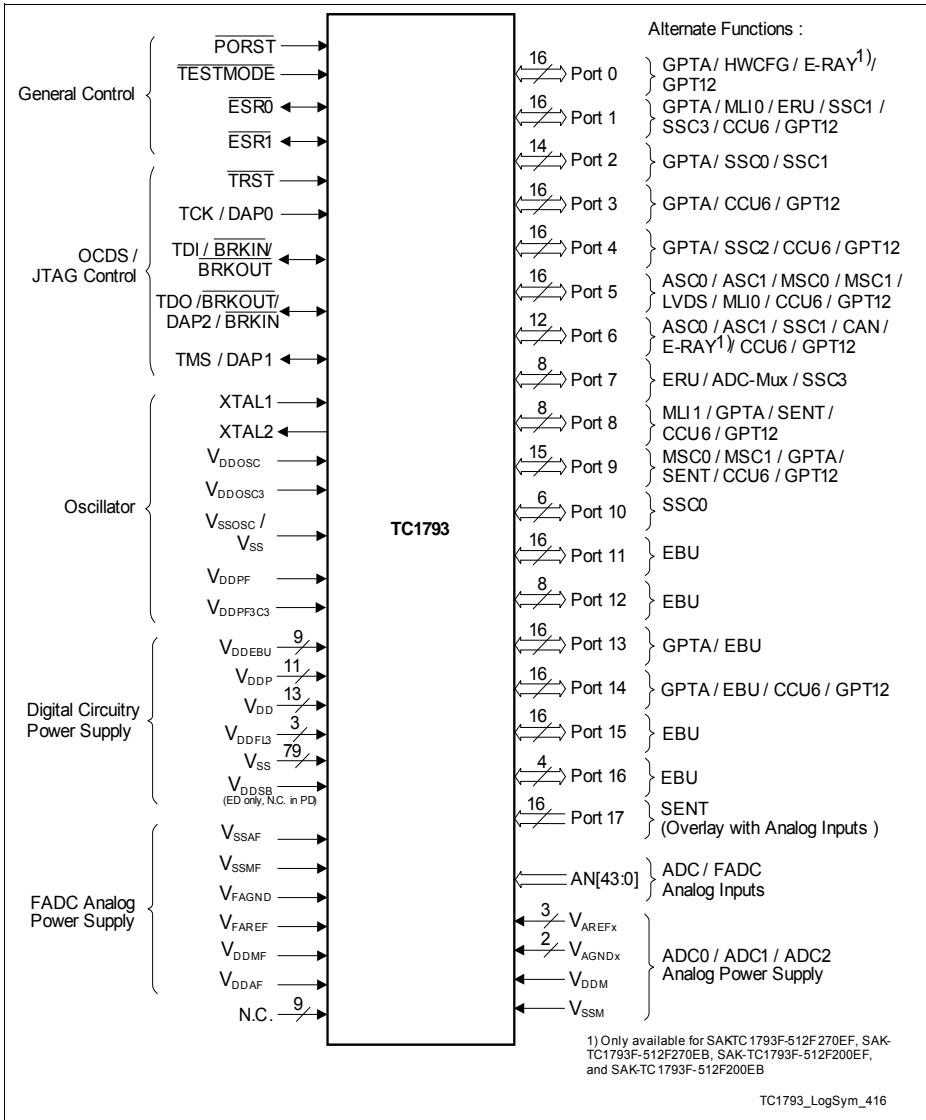 PORST
TESTMODE
ESR0
ESR1
General Control
TRST
TCK / DAP0
TDI / BRKIN/
BRKOUT
TDO / BRKOUT/
DAP2 / BRKIN
TMS / DAP1
OCDS /
JTAG Control
XTAL1
XTAL2
VDDOSC
VDDOSC3
VSSOSC /
VSS
VDDPF
VDDPF3C3
Oscillator
VDDEBU 9
VDDP 11
VDD 13
VDDFL3 3
VSS 79
VDDSB
(ED only, N.C. in PD)
Digital Circuitry
Power Supply
VSSAF
VSSMF
VFAGND
VFAREF
VDDMF
VDDAF
FADC Analog
Power Supply
N.C. 9
TC1793
Alternate Functions :
16 Port 0
GPTA / HWCFG / E-RAY1)/
GPT12
16 Port 1
GPTA / MLI0 / ERU / SSC1 /
SSC3 / CCU6 / GPT12
14 Port 2
GPTA / SSC0 / SSC1
16 Port 3
GPTA / CCU6 / GPT12
16 Port 4
GPTA / SSC2 / CCU6 / GPT12
16 Port 5
ASC0 / ASC1 / MSC0 / MSC1 /
LVDS / MLI0 / CCU6 / GPT12
12 Port 6
ASC0 / ASC1 / SSC1 / CAN /
E-RAY1)/ CCU6 / GPT12
8 Port 7
ERU / ADC-Mux / SSC3
8 Port 8
MLI1 / GPTA / SENT /
CCU6 / GPT12
15 Port 9
MSC0 / MSC1 / GPTA /
SENT / CCU6 / GPT12
6 Port 10
SSC0
16 Port 11
EBU
8 Port 12
EBU
16 Port 13
GPTA / EBU
16 Port 14
GPTA / EBU / CCU6 / GPT12
16 Port 15
EBU
4 Port 16
EBU
16 Port 17
SENT
(Overlay with Analog Inputs )
AN[43:0]
ADC / FADC
Analog Inputs
3 VAREFx
2 VAGNDx
VDDM
VSSM
ADC0 / ADC1 / ADC2
Analog Power Supply
1) Only available for SAKTC1793F-512F270EF, SAK-
TC1793F-512F270EB, SAK-TC1793F-512F200EF,
and SAK-TC1793F-512F200EB
TC1793_LogSym_416